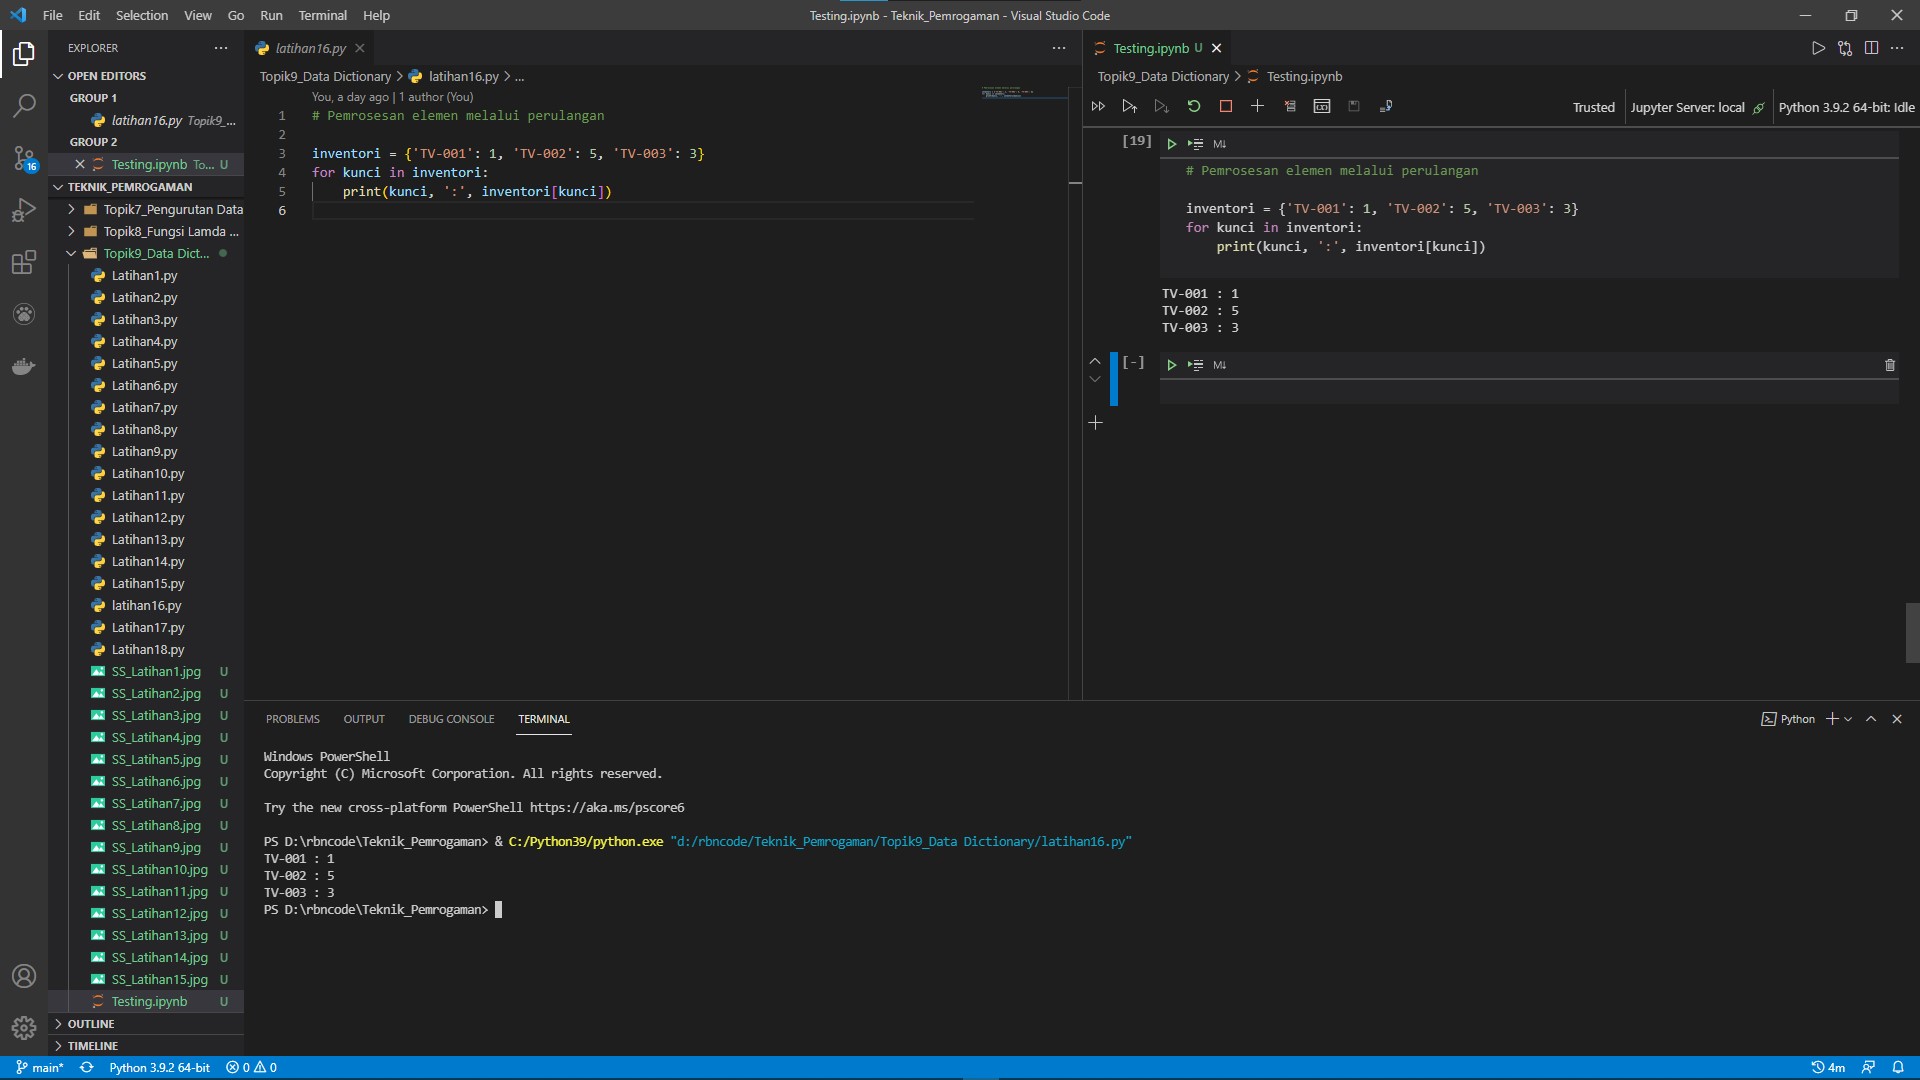 File Edit Selection View Go Run Terminal Help
Testing.ipynb - Teknik_Pemrogaman - Visual Studio Code
EXPLORER
OPEN EDITORS
GROUP 1
latihan16.py Topik9_...
GROUP 2
Testing.ipynb To... U
TEKNIK_PEMROGAMAN
Topik7_Pengurutan Data
Topik8_Fungsi Lamda ...
Topik9_Data Dict...
Latihan1.py
Latihan2.py
Latihan3.py
Latihan4.py
Latihan5.py
Latihan6.py
Latihan7.py
Latihan8.py
Latihan9.py
Latihan10.py
Latihan11.py
Latihan12.py
Latihan13.py
Latihan14.py
Latihan15.py
latihan16.py
Latihan17.py
Latihan18.py
SS_Latihan1.jpg U
SS_Latihan2.jpg U
SS_Latihan3.jpg U
SS_Latihan4.jpg U
SS_Latihan5.jpg U
SS_Latihan6.jpg U
SS_Latihan7.jpg U
SS_Latihan8.jpg U
SS_Latihan9.jpg U
SS_Latihan10.jpg U
SS_Latihan11.jpg U
SS_Latihan12.jpg U
SS_Latihan13.jpg U
SS_Latihan14.jpg U
SS_Latihan15.jpg U
Testing.ipynb U
OUTLINE
TIMELINE
16
latihan16.py
Topik9_Data Dictionary > latihan16.py > ...
You, a day ago | 1 author (You)
1 # Pemrosesan elemen melalui perulangan
2
3 inventori = {'TV-001': 1, 'TV-002': 5, 'TV-003': 3}
4 for kunci in inventori:
5     print(kunci, ':', inventori[kunci])
6
Testing.ipynb U
Topik9_Data Dictionary > Testing.ipynb
Trusted Jupyter Server: local Python 3.9.2 64-bit: Idle
[19] M↓
# Pemrosesan elemen melalui perulangan
inventori = {'TV-001': 1, 'TV-002': 5, 'TV-003': 3}
for kunci in inventori:
    print(kunci, ':', inventori[kunci])
TV-001 : 1
TV-002 : 5
TV-003 : 3
[-] M↓
PROBLEMS OUTPUT DEBUG CONSOLE TERMINAL
Python
Windows PowerShell
Copyright (C) Microsoft Corporation. All rights reserved.
Try the new cross-platform PowerShell https://aka.ms/pscore6
PS D:\rbncode\Teknik_Pemrogaman> & C:/Python39/python.exe "d:/rbncode/Teknik_Pemrogaman/Topik9_Data Dictionary/latihan16.py"
TV-001 : 1
TV-002 : 5
TV-003 : 3
PS D:\rbncode\Teknik_Pemrogaman>
main* Python 3.9.2 64-bit 0 0
4m